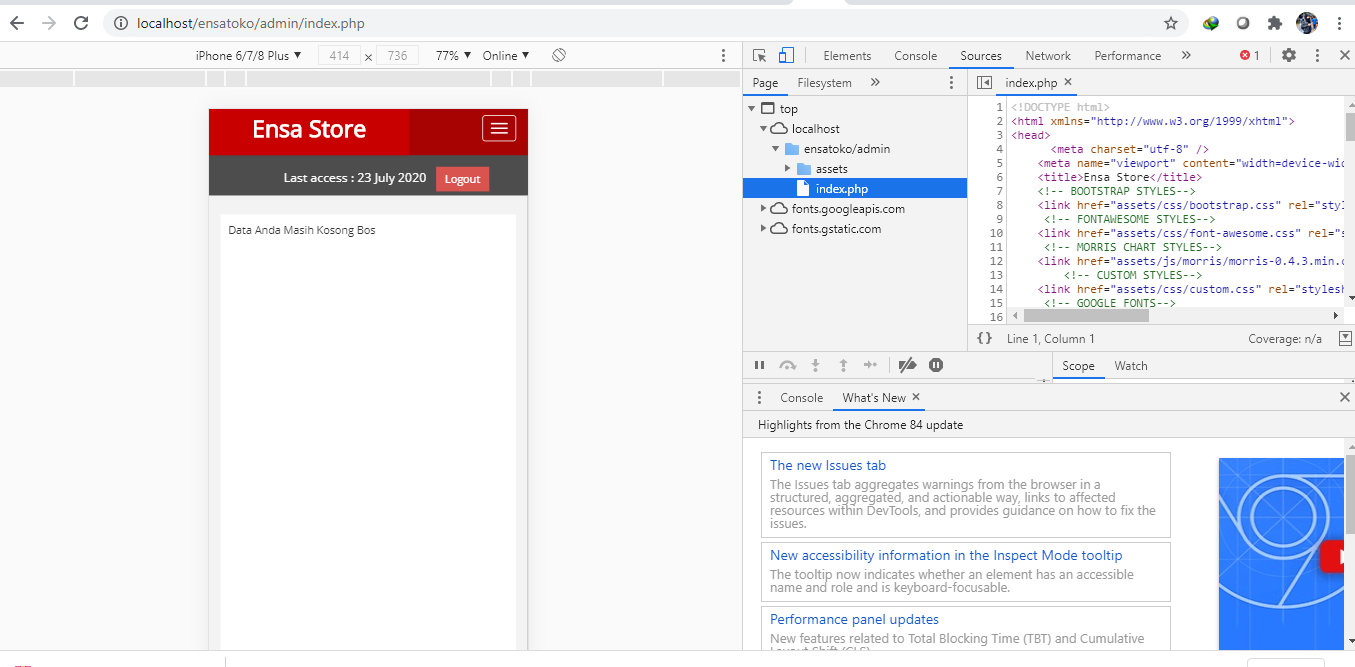 localhost/ensatoko/admin/index.php
iPhone 6/7/8 Plus ▼ 414 x 736 77% ▼ Online ▼
Ensa Store
Last access : 23 July 2020 Logout
Data Anda Masih Kosong Bos
Elements Console Sources Network Performance » 1
Page Filesystem »
top
localhost
ensatoko/admin
assets
index.php
fonts.googleapis.com
fonts.gstatic.com
index.php ×
1 <!DOCTYPE html>
2 <html xmlns="http://www.w3.org/1999/xhtml">
3 <head>
4 <meta charset="utf-8" />
5 <meta name="viewport" content="width=device-wid
6 <title>Ensa Store</title>
7 <!-- BOOTSTRAP STYLES-->
8 <link href="assets/css/bootstrap.css" rel="styl
9 <!-- FONTAWESOME STYLES-->
10 <link href="assets/css/font-awesome.css" rel="s
11 <!-- MORRIS CHART STYLES-->
12 <link href="assets/js/morris/morris-0.4.3.min.c
13 <!-- CUSTOM STYLES-->
14 <link href="assets/css/custom.css" rel="stylesh
15 <!-- GOOGLE FONTS-->
16
{} Line 1, Column 1 Coverage: n/a
Scope Watch
Console What's New ×
Highlights from the Chrome 84 update
The new Issues tab
The Issues tab aggregates warnings from the browser in a
structured, aggregated, and actionable way, links to affected
resources within DevTools, and provides guidance on how to fix the
issues.
New accessibility information in the Inspect Mode tooltip
The tooltip now indicates whether an element has an accessible
name and role and is keyboard-focusable.
Performance panel updates
New features related to Total Blocking Time (TBT) and Cumulative
Layout Shift (CLS)